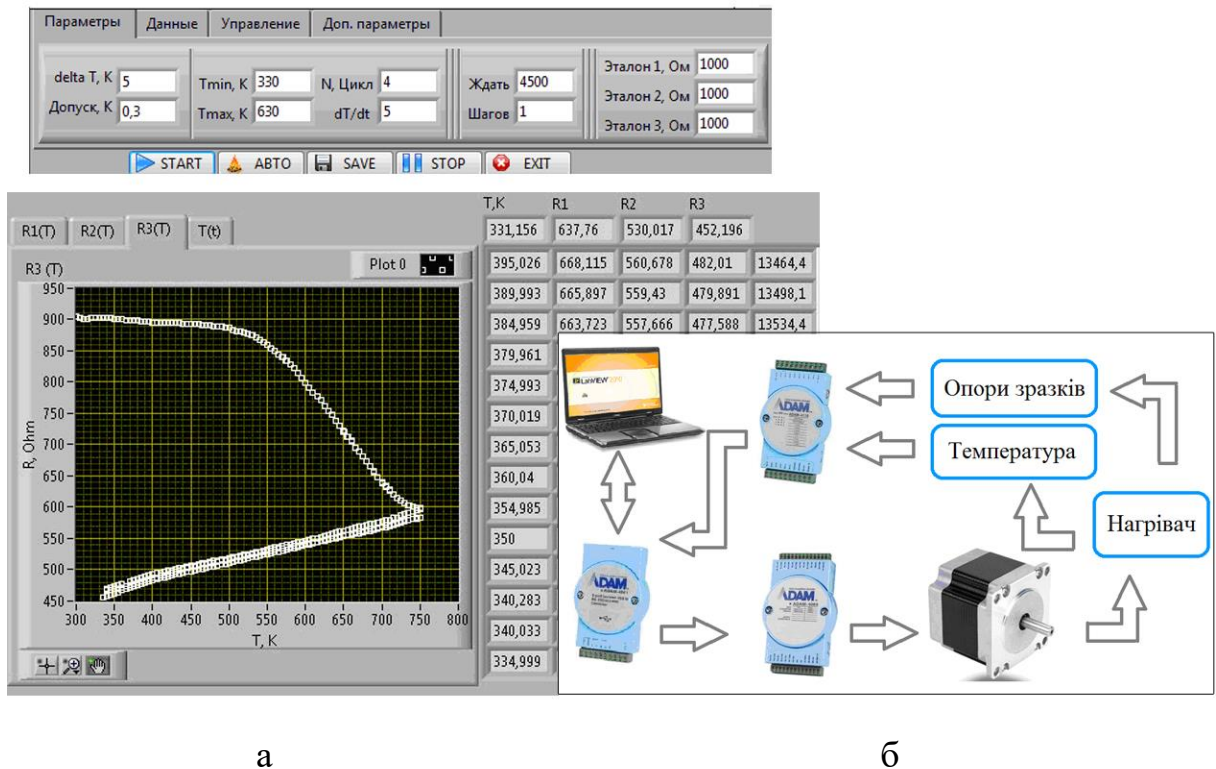 Параметры Данные Управление Доп. параметры
delta T, K 5 Tmin, K 330 N, Цикл 4 Ждать 4500 Эталон 1, Ом 1000
Допуск, К 0,3 Tmax, K 630 dT/dt 5 Шагов 1 Эталон 2, Ом 1000
Эталон 3, Ом 1000
START АВТО SAVE STOP EXIT
T,K R1 R2 R3
R1(T) R2(T) R3(T) T(t) 331,156 637,76 530,017 452,196
R3 (T) Plot 0
395,026 668,115 560,678 482,01 13464,4
389,993 665,897 559,43 479,891 13498,1
384,959 663,723 557,666 477,588 13534,4
379,961
374,993
370,019
365,053
360,04
354,985
350
345,023
340,283
340,033
334,999
950
900
850
800
750
700
650
600
550
500
450
R, Ohm
300 350 400 450 500 550 600 650 700 750 800
T, K
LabVIEW
ADAM
Опори зразків
Температура
Нагрівач
ADAM
ADAM
а б